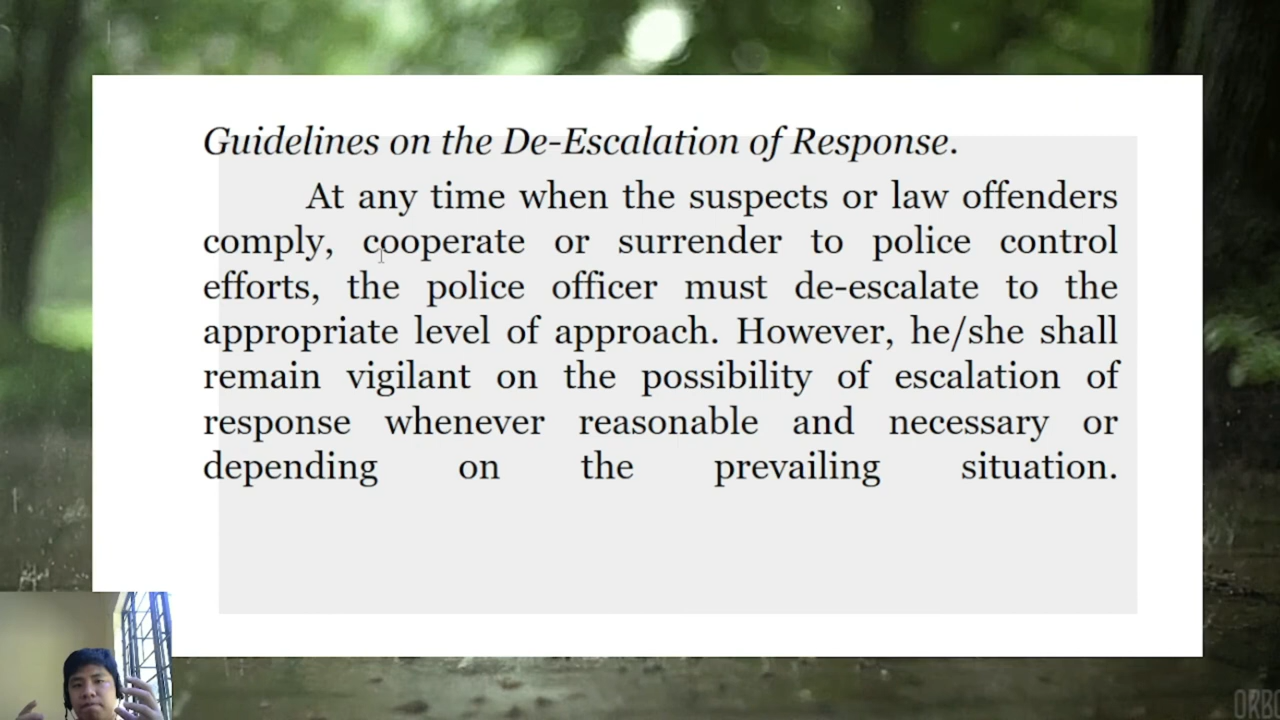 Guidelines on the De-Escalation of Response.
At any time when the suspects or law offenders
comply, cooperate or surrender to police control
efforts, the police officer must de-escalate to the
appropriate level of approach. However, he/she shall
remain vigilant on the possibility of escalation of
response whenever reasonable and necessary or
depending on the prevailing situation.